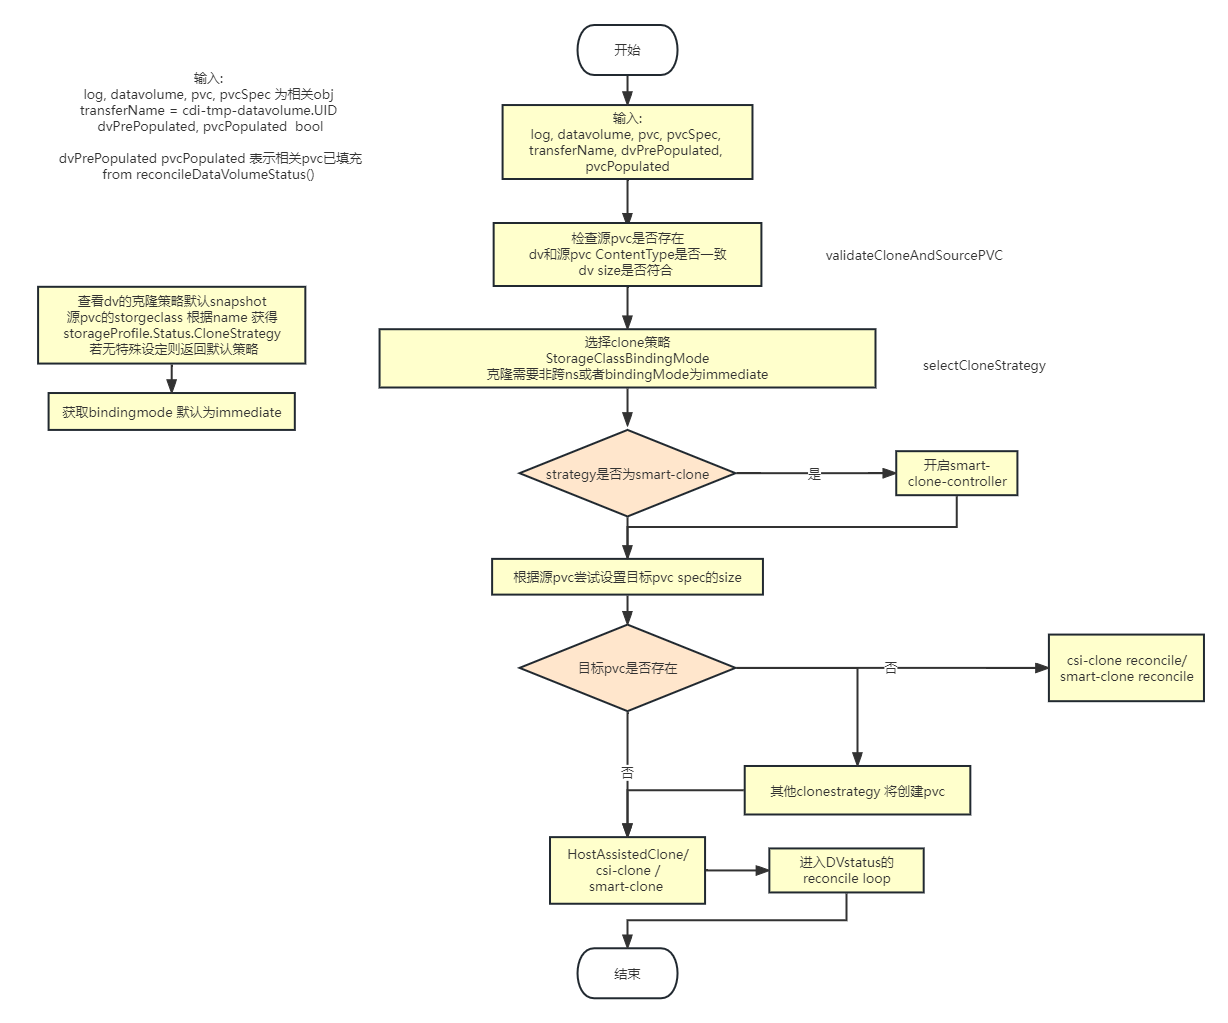 开始
输入:
log, datavolume, pvc, pvcSpec 为相关obj
transferName = cdi-tmp-datavolume.UID
dvPrePopulated, pvcPopulated  bool
dvPrePopulated pvcPopulated 表示相关pvc已填充
from reconcileDataVolumeStatus()
输入:
log, datavolume, pvc, pvcSpec,
transferName, dvPrePopulated,
pvcPopulated
检查源pvc是否存在
dv和源pvc ContentType是否一致
dv size是否符合
validateCloneAndSourcePVC
查看dv的克隆策略默认snapshot
源pvc的storgeclass 根据name 获得
storageProfile.Status.CloneStrategy
若无特殊设定则返回默认策略
获取bindingmode 默认为immediate
选择clone策略
StorageClassBindingMode
克隆需要非跨ns或者bindingMode为immediate
selectCloneStrategy
strategy是否为smart-clone
是
开启smart-
clone-controller
根据源pvc尝试设置目标pvc spec的size
目标pvc是否存在
否
csi-clone reconcile/
smart-clone reconcile
否
其他clonestrategy 将创建pvc
HostAssistedClone/
csi-clone /
smart-clone
进入DVstatus的
reconcile loop
结束